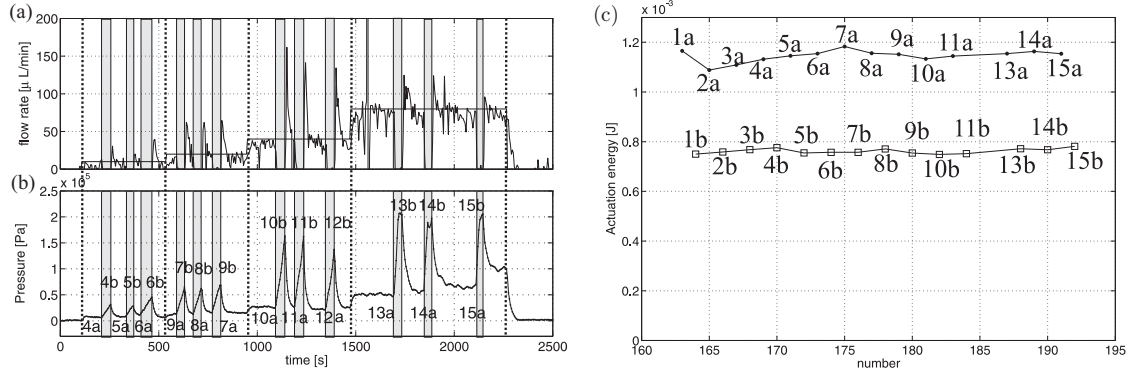 (a)
flow rate [μ L/min]
200
150
100
50
0
(b)
x 10^5
Pressure [Pa]
2.5
2.0
1.5
1.0
0.5
0
4a 4b 5a 5b 6a 6b 9a 7b 8a 8b 7a 9b
10a 10b 11a 11b 12a 12b 13a 13b 14a 14b 15a 15b
0 500 1000 1500 2000 2500
time [s]
(c)
x 10^-3
Actuation energy [J]
1.2
1
0.8
0.6
0.4
0.2
0
1a 2a 3a 4a 5a 6a 7a 8a 9a 10a 11a 13a 14a 15a
1b 2b 3b 4b 5b 6b 7b 8b 9b 10b 11b 13b 14b 15b
160 165 170 175 180 185 190 195
number